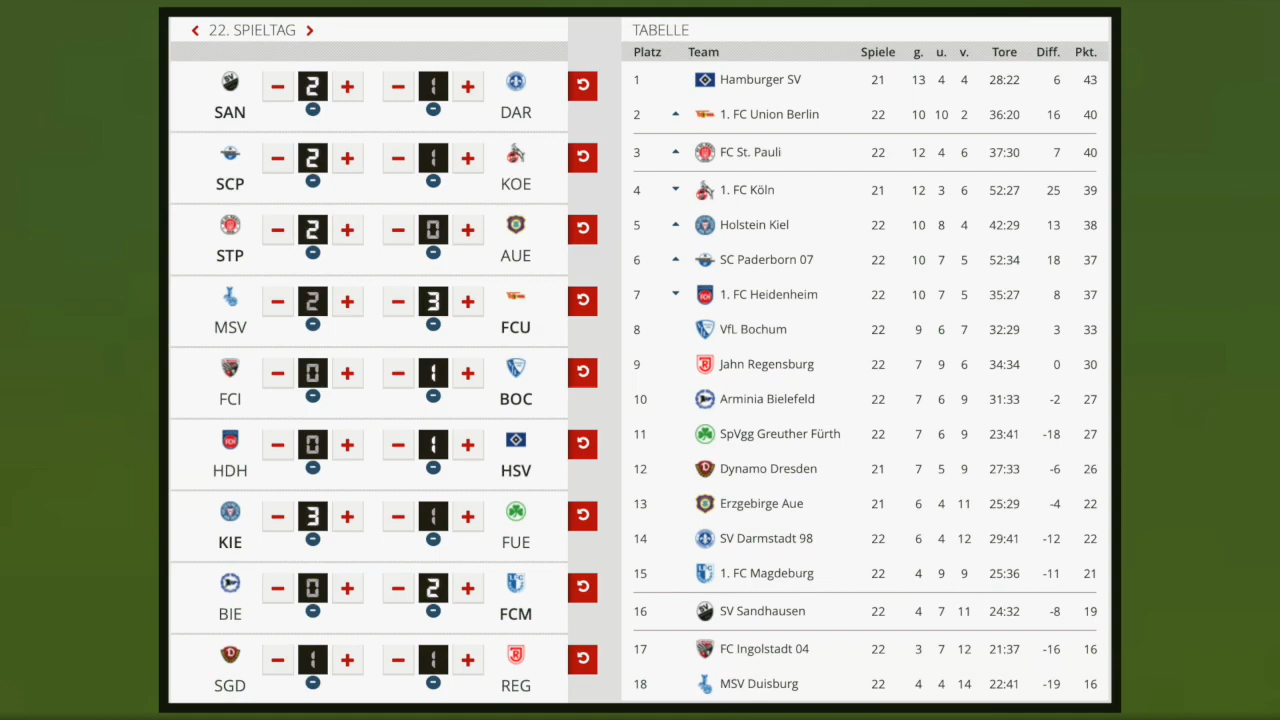 22. SPIELTAG
SAN 2 1 DAR
SCP 2 1 KOE
STP 2 0 AUE
MSV 2 3 FCU
FCI 0 1 BOC
HDH 0 1 HSV
KIE 3 1 FUE
BIE 0 2 FCM
SGD 1 1 REG
TABELLE
Platz Team Spiele g. u. v. Tore Diff. Pkt.
1 Hamburger SV 21 13 4 4 28:22 6 43
2 1. FC Union Berlin 22 10 10 2 36:20 16 40
3 FC St. Pauli 22 12 4 6 37:30 7 40
4 1. FC Köln 21 12 3 6 52:27 25 39
5 Holstein Kiel 22 10 8 4 42:29 13 38
6 SC Paderborn 07 22 10 7 5 52:34 18 37
7 1. FC Heidenheim 22 10 7 5 35:27 8 37
8 VfL Bochum 22 9 6 7 32:29 3 33
9 Jahn Regensburg 22 7 9 6 34:34 0 30
10 Arminia Bielefeld 22 7 6 9 31:33 -2 27
11 SpVgg Greuther Fürth 22 7 6 9 23:41 -18 27
12 Dynamo Dresden 21 7 5 9 27:33 -6 26
13 Erzgebirge Aue 21 6 4 11 25:29 -4 22
14 SV Darmstadt 98 22 6 4 12 29:41 -12 22
15 1. FC Magdeburg 22 4 9 9 25:36 -11 21
16 SV Sandhausen 22 4 7 11 24:32 -8 19
17 FC Ingolstadt 04 22 3 7 12 21:37 -16 16
18 MSV Duisburg 22 4 4 14 22:41 -19 16